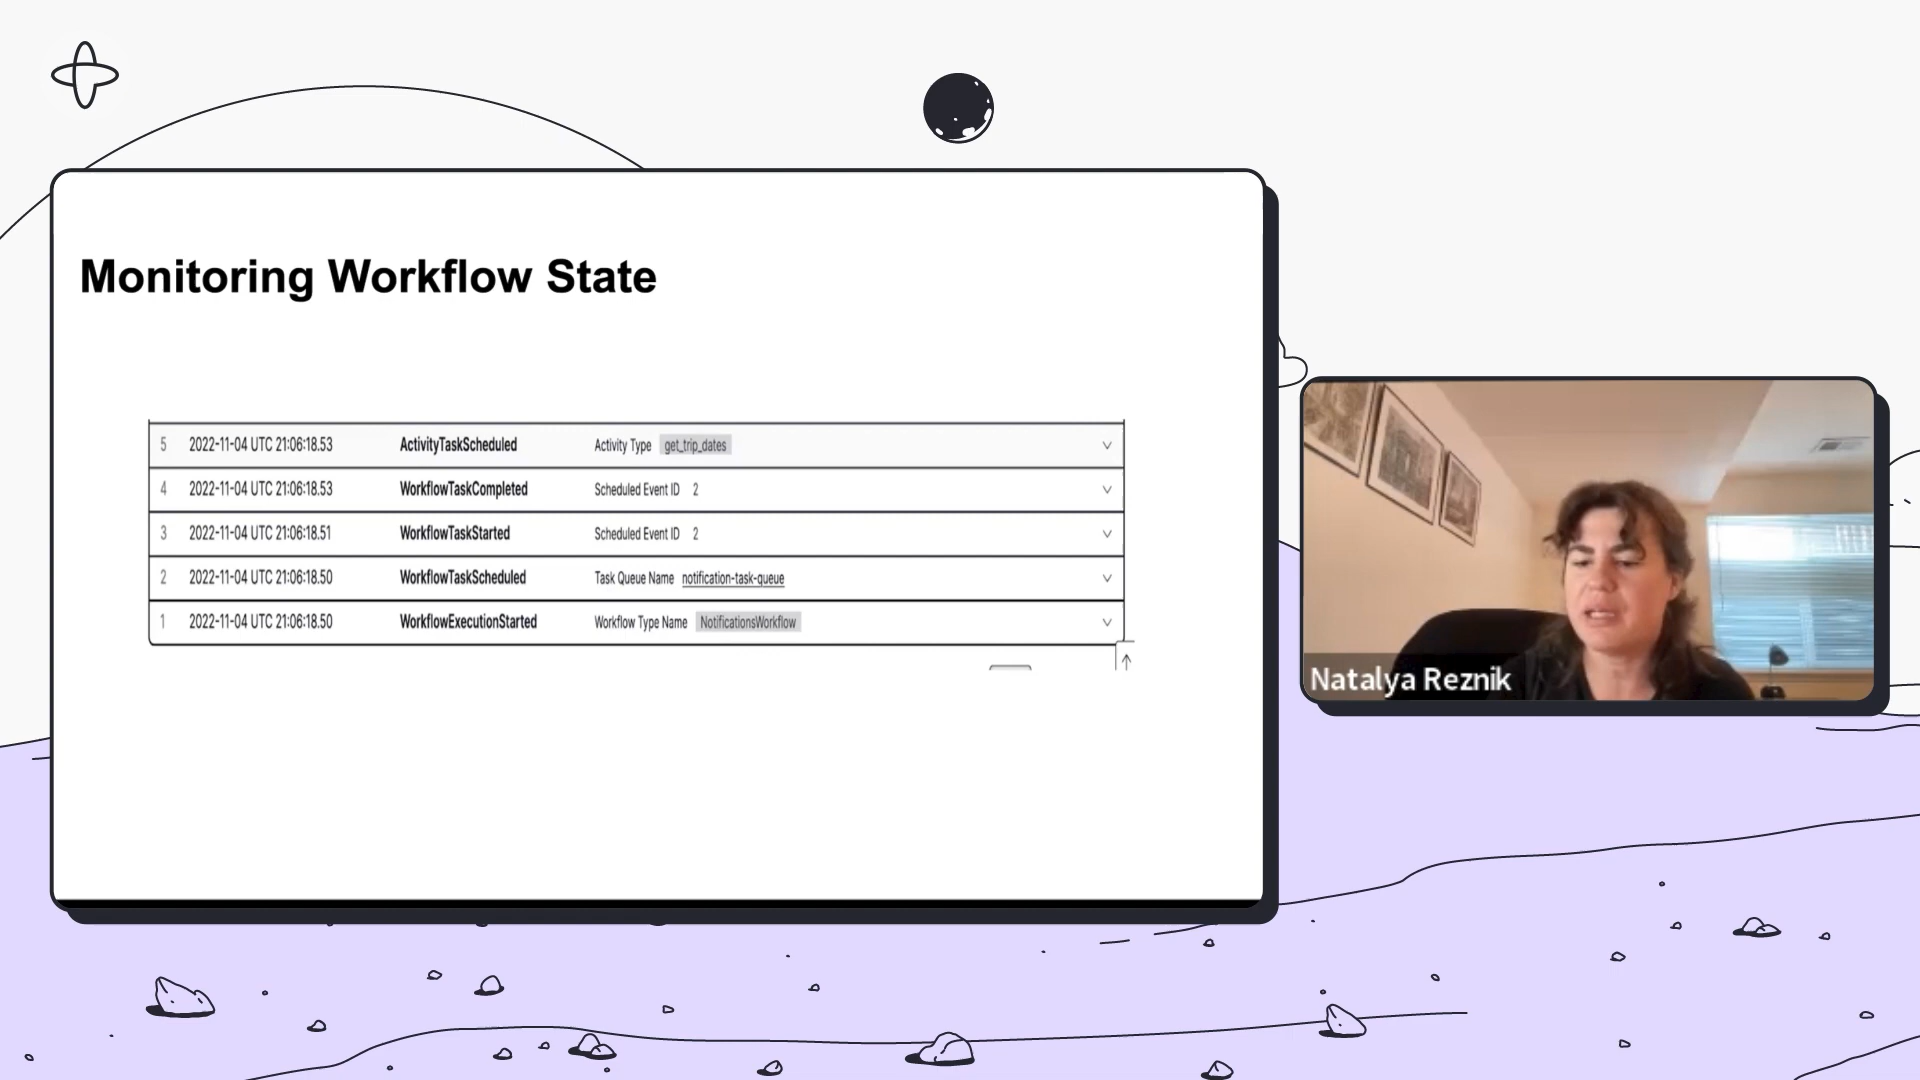 Monitoring Workflow State
5 2022-11-04 UTC 21:06:18.53 ActivityTaskScheduled Activity Type get_trip_dates
4 2022-11-04 UTC 21:06:18.53 WorkflowTaskCompleted Scheduled Event ID 2
3 2022-11-04 UTC 21:06:18.51 WorkflowTaskStarted Scheduled Event ID 2
2 2022-11-04 UTC 21:06:18.50 WorkflowTaskScheduled Task Queue Name notification-task-queue
1 2022-11-04 UTC 21:06:18.50 WorkflowExecutionStarted Workflow Type Name NotificationsWorkflow
Natalya Reznik